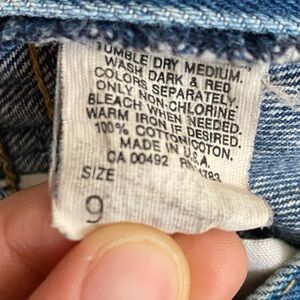 TUMBLE DRY MEDIUM.
WASH DARK & RED
COLORS SEPARATELY.
ONLY NON-CHLORINE
BLEACH WHEN NEEDED.
WARM IRON IF DESIRED.
100% COTTON/COTON.
MADE IN U.S.A.
CA 00492
SIZE
9